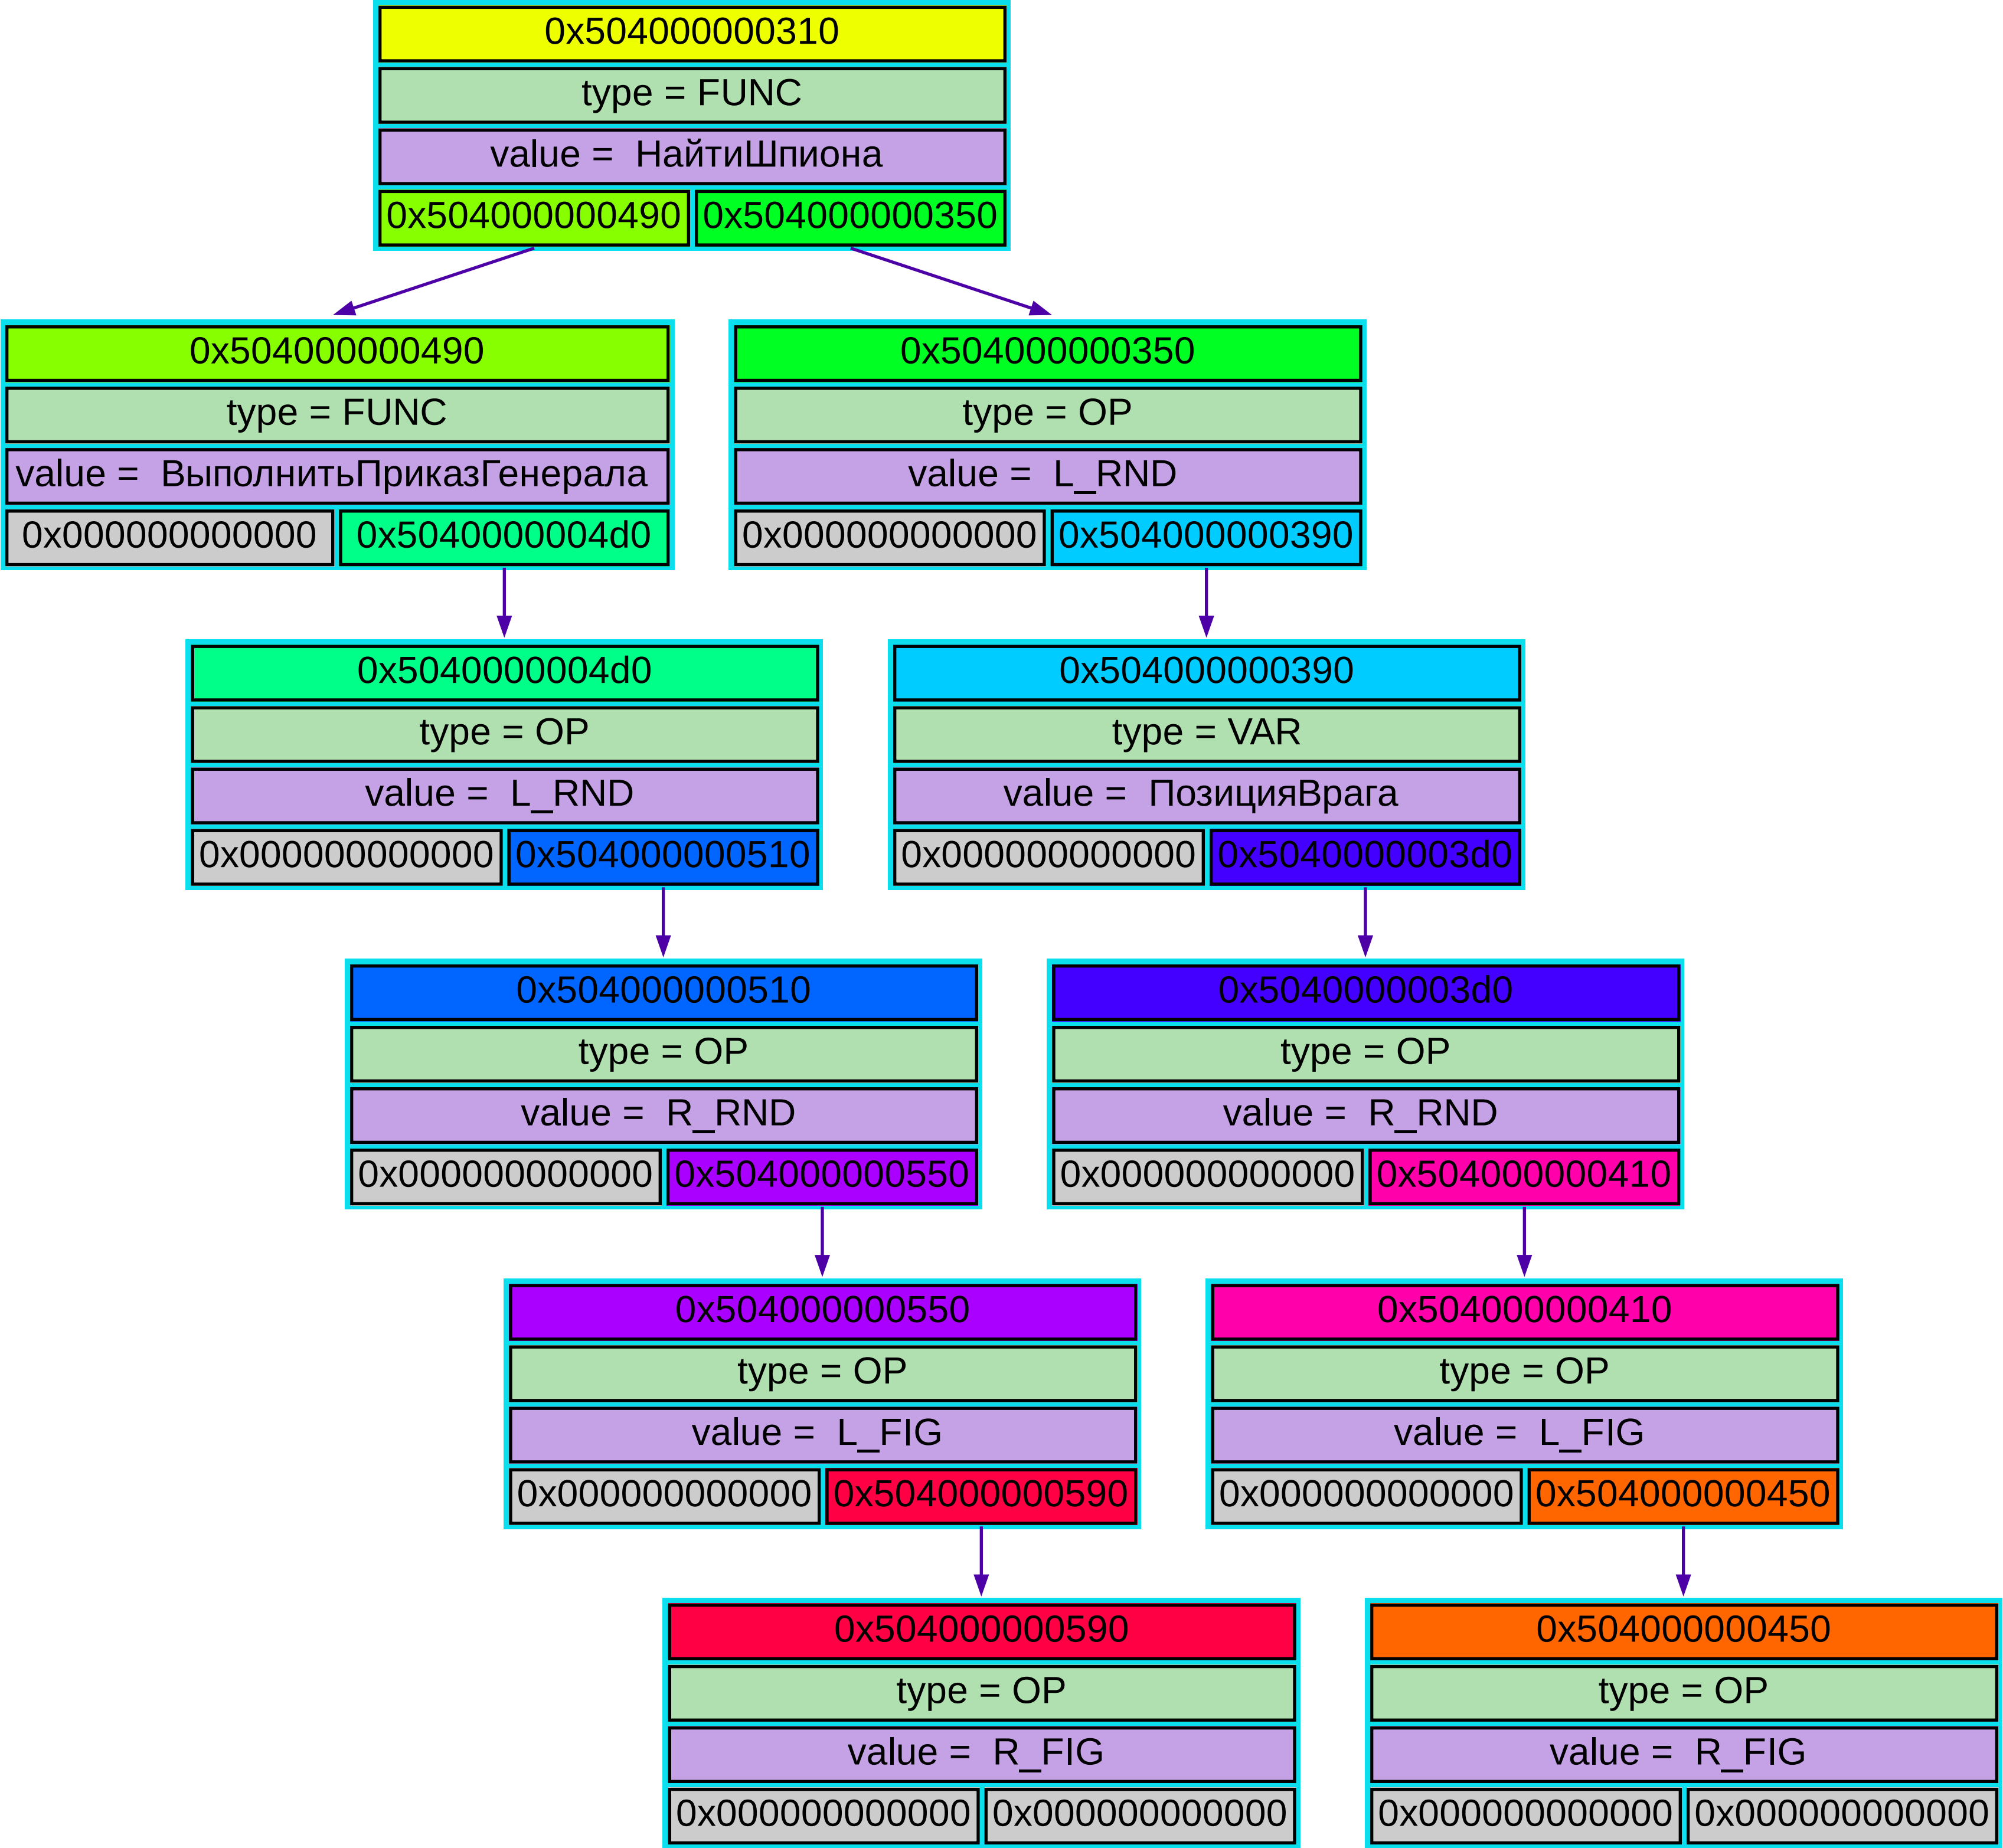 0x504000000310
type = FUNC
value = НайтиШпиона
0x504000000490 0x504000000350
0x504000000490
type = FUNC
value = ВыполнитьПриказГенерала
0x000000000000 0x5040000004d0
0x504000000350
type = OP
value = L_RND
0x000000000000 0x504000000390
0x5040000004d0
type = OP
value = L_RND
0x000000000000 0x504000000510
0x504000000390
type = VAR
value = ПозицияВрага
0x000000000000 0x5040000003d0
0x504000000510
type = OP
value = R_RND
0x000000000000 0x504000000550
0x5040000003d0
type = OP
value = R_RND
0x000000000000 0x504000000410
0x504000000550
type = OP
value = L_FIG
0x000000000000 0x504000000590
0x504000000410
type = OP
value = L_FIG
0x000000000000 0x504000000450
0x504000000590
type = OP
value = R_FIG
0x000000000000 0x000000000000
0x504000000450
type = OP
value = R_FIG
0x000000000000 0x000000000000